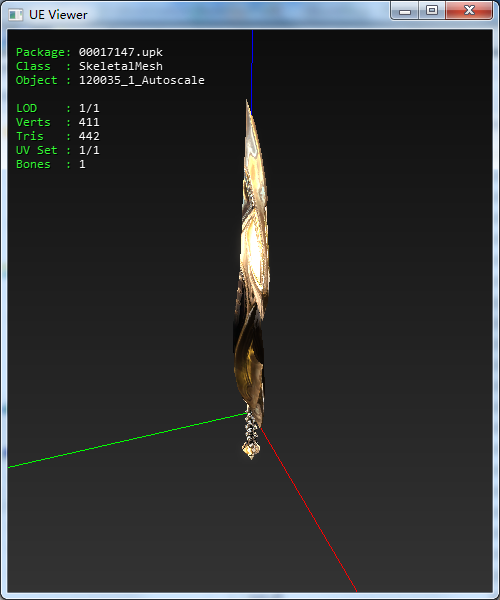 UE Viewer
Package: 00017147.upk
Class : SkeletalMesh
Object : 120035_1_Autoscale
LOD : 1/1
Verts : 411
Tris : 442
UV Set : 1/1
Bones : 1